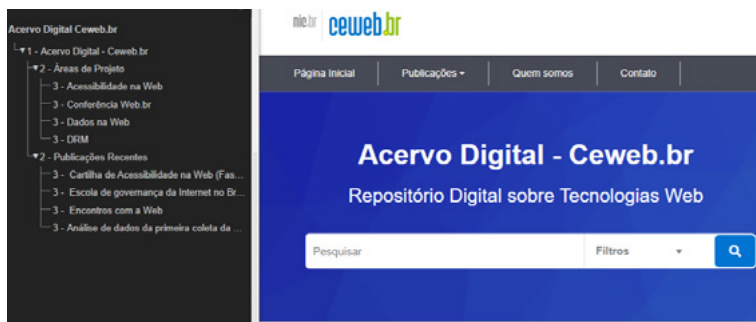 Acervo Digital Ceweb.br
1 - Acervo Digital - Ceweb.br
2 - Áreas de Projeto
3 - Acessibilidade na Web
3 - Conferência Web.br
3 - Dados na Web
3 - DRM
2 - Publicações Recentes
3 - Cartilha de Acessibilidade na Web (Fas...
3 - Escola de governança da Internet no Br...
3 - Encontros com a Web
3 - Análise de dados da primeira coleta da ...
nic.br ceweb.br
Página Inicial Publicações Quem somos Contato
Acervo Digital - Ceweb.br
Repositório Digital sobre Tecnologias Web
Pesquisar Filtros